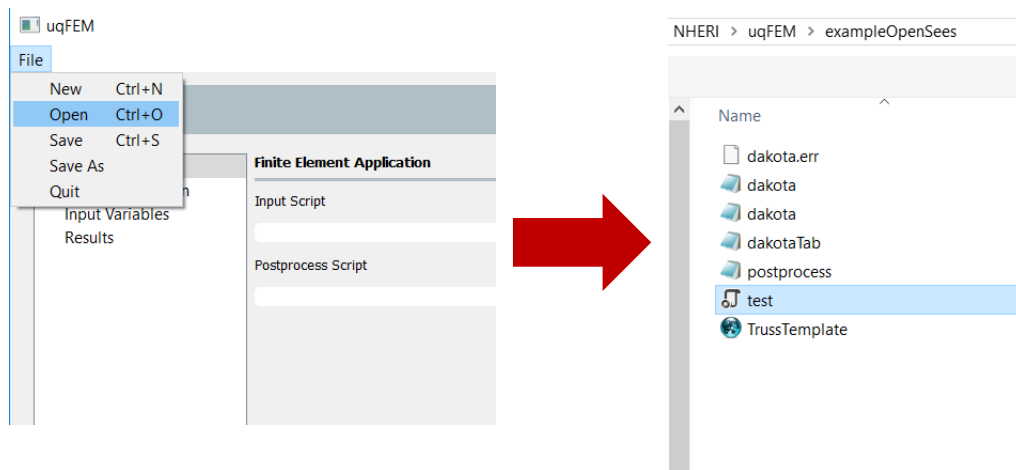 uqFEM
File
New Ctrl+N
Open Ctrl+O
Save Ctrl+S
Save As
Quit
n
Input Variables
Results
Finite Element Application
Input Script
Postprocess Script
NHERI > uqFEM > exampleOpenSees
Name
dakota.err
dakota
dakota
dakotaTab
postprocess
test
TrussTemplate